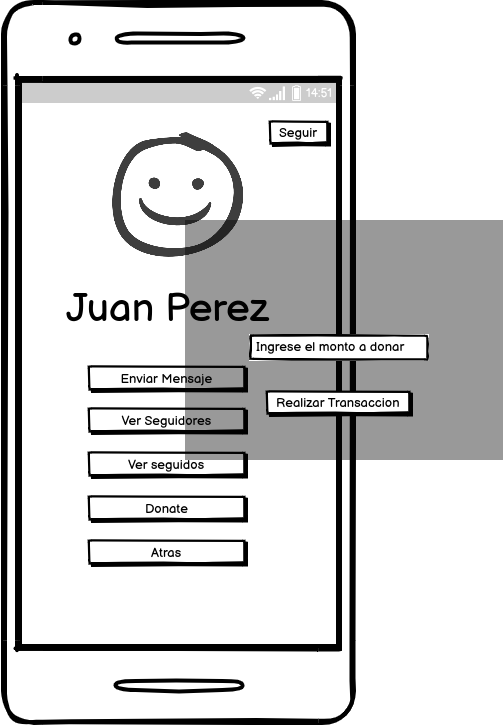 14:51
Seguir
Juan Perez
Ingrese el monto a donar
Enviar Mensaje
Realizar Transaccion
Ver Seguidores
Ver seguidos
Donate
Atras